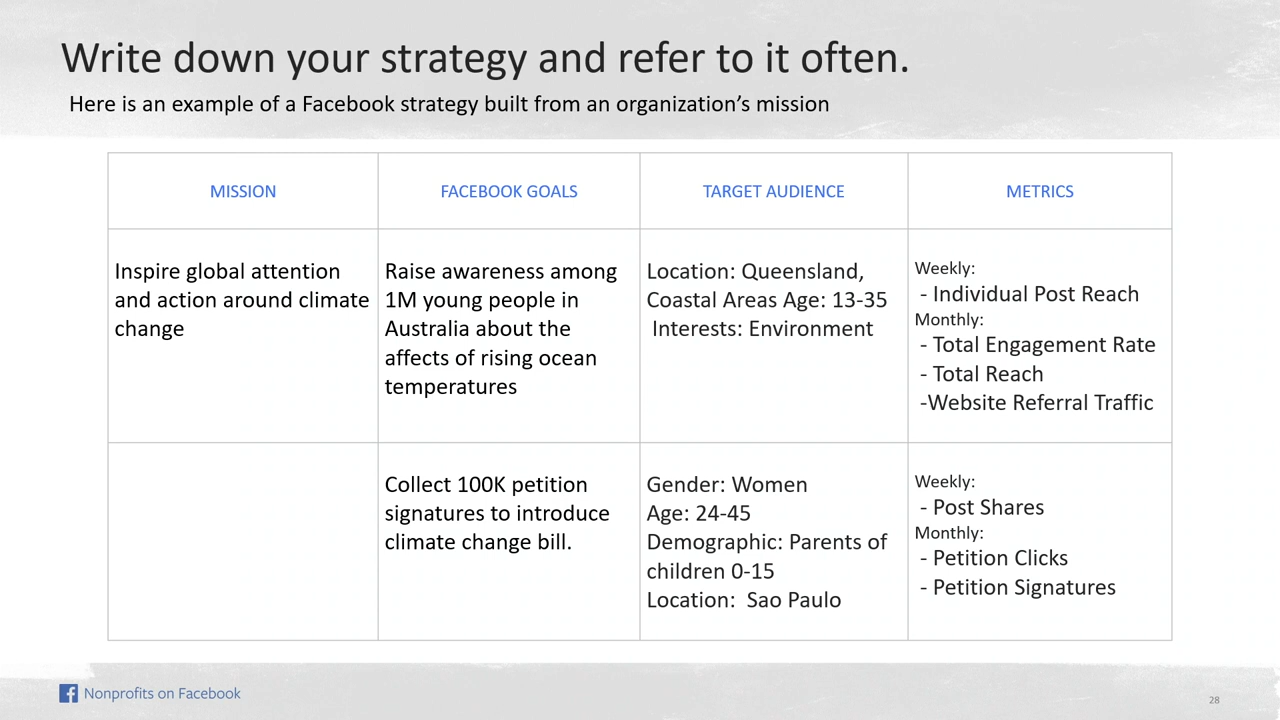 Write down your strategy and refer to it often.
Here is an example of a Facebook strategy built from an organization's mission
MISSION
FACEBOOK GOALS
TARGET AUDIENCE
METRICS
Inspire global attention
and action around climate
change
Raise awareness among
1M young people in
Australia about the
affects of rising ocean
temperatures
Location: Queensland,
Coastal Areas Age: 13-35
Interests: Environment
Weekly:
- Individual Post Reach
Monthly:
- Total Engagement Rate
- Total Reach
-Website Referral Traffic
Collect 100K petition
signatures to introduce
climate change bill.
Gender: Women
Age: 24-45
Demographic: Parents of
children 0-15
Location:  Sao Paulo
Weekly:
- Post Shares
Monthly:
- Petition Clicks
- Petition Signatures
f Nonprofits on Facebook
28